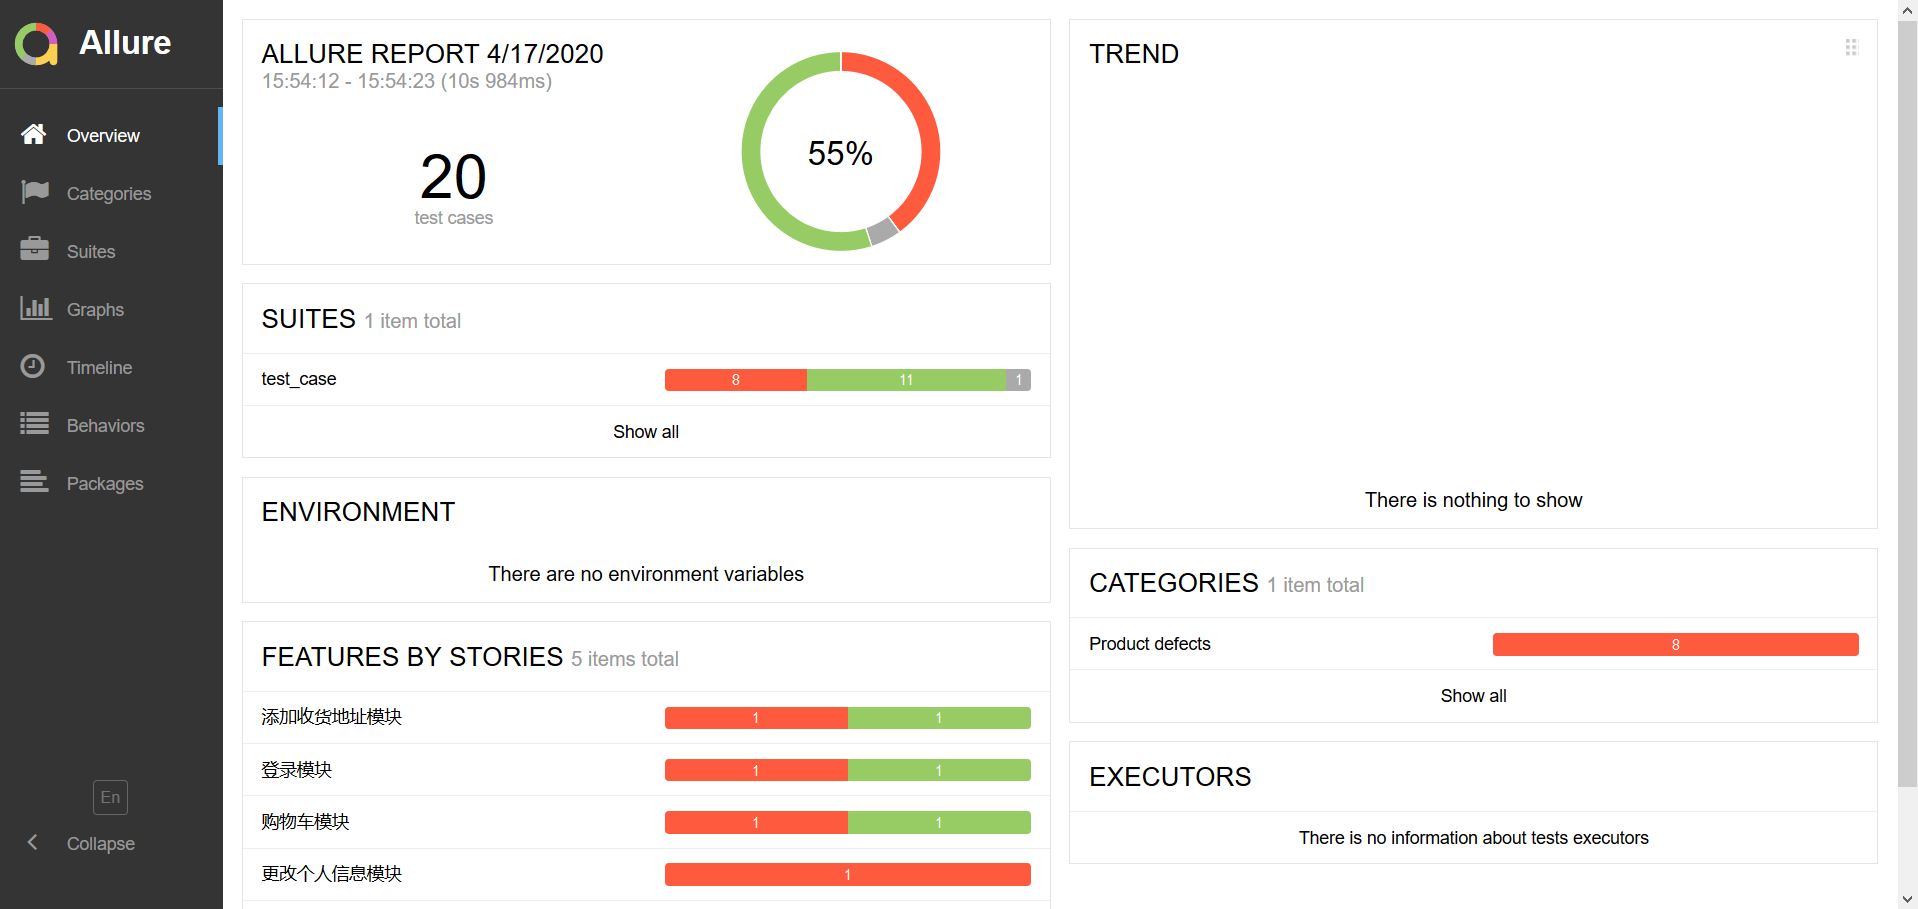 Allure
Overview
Categories
Suites
Graphs
Timeline
Behaviors
Packages
En
Collapse
ALLURE REPORT 4/17/2020
15:54:12 - 15:54:23 (10s 984ms)
20
test cases
55%
SUITES 1 item total
test_case 8 11 1
Show all
ENVIRONMENT
There are no environment variables
FEATURES BY STORIES 5 items total
添加收货地址模块 1 1
登录模块 1 1
购物车模块 1 1
更改个人信息模块 1
TREND
There is nothing to show
CATEGORIES 1 item total
Product defects 8
Show all
EXECUTORS
There is no information about tests executors